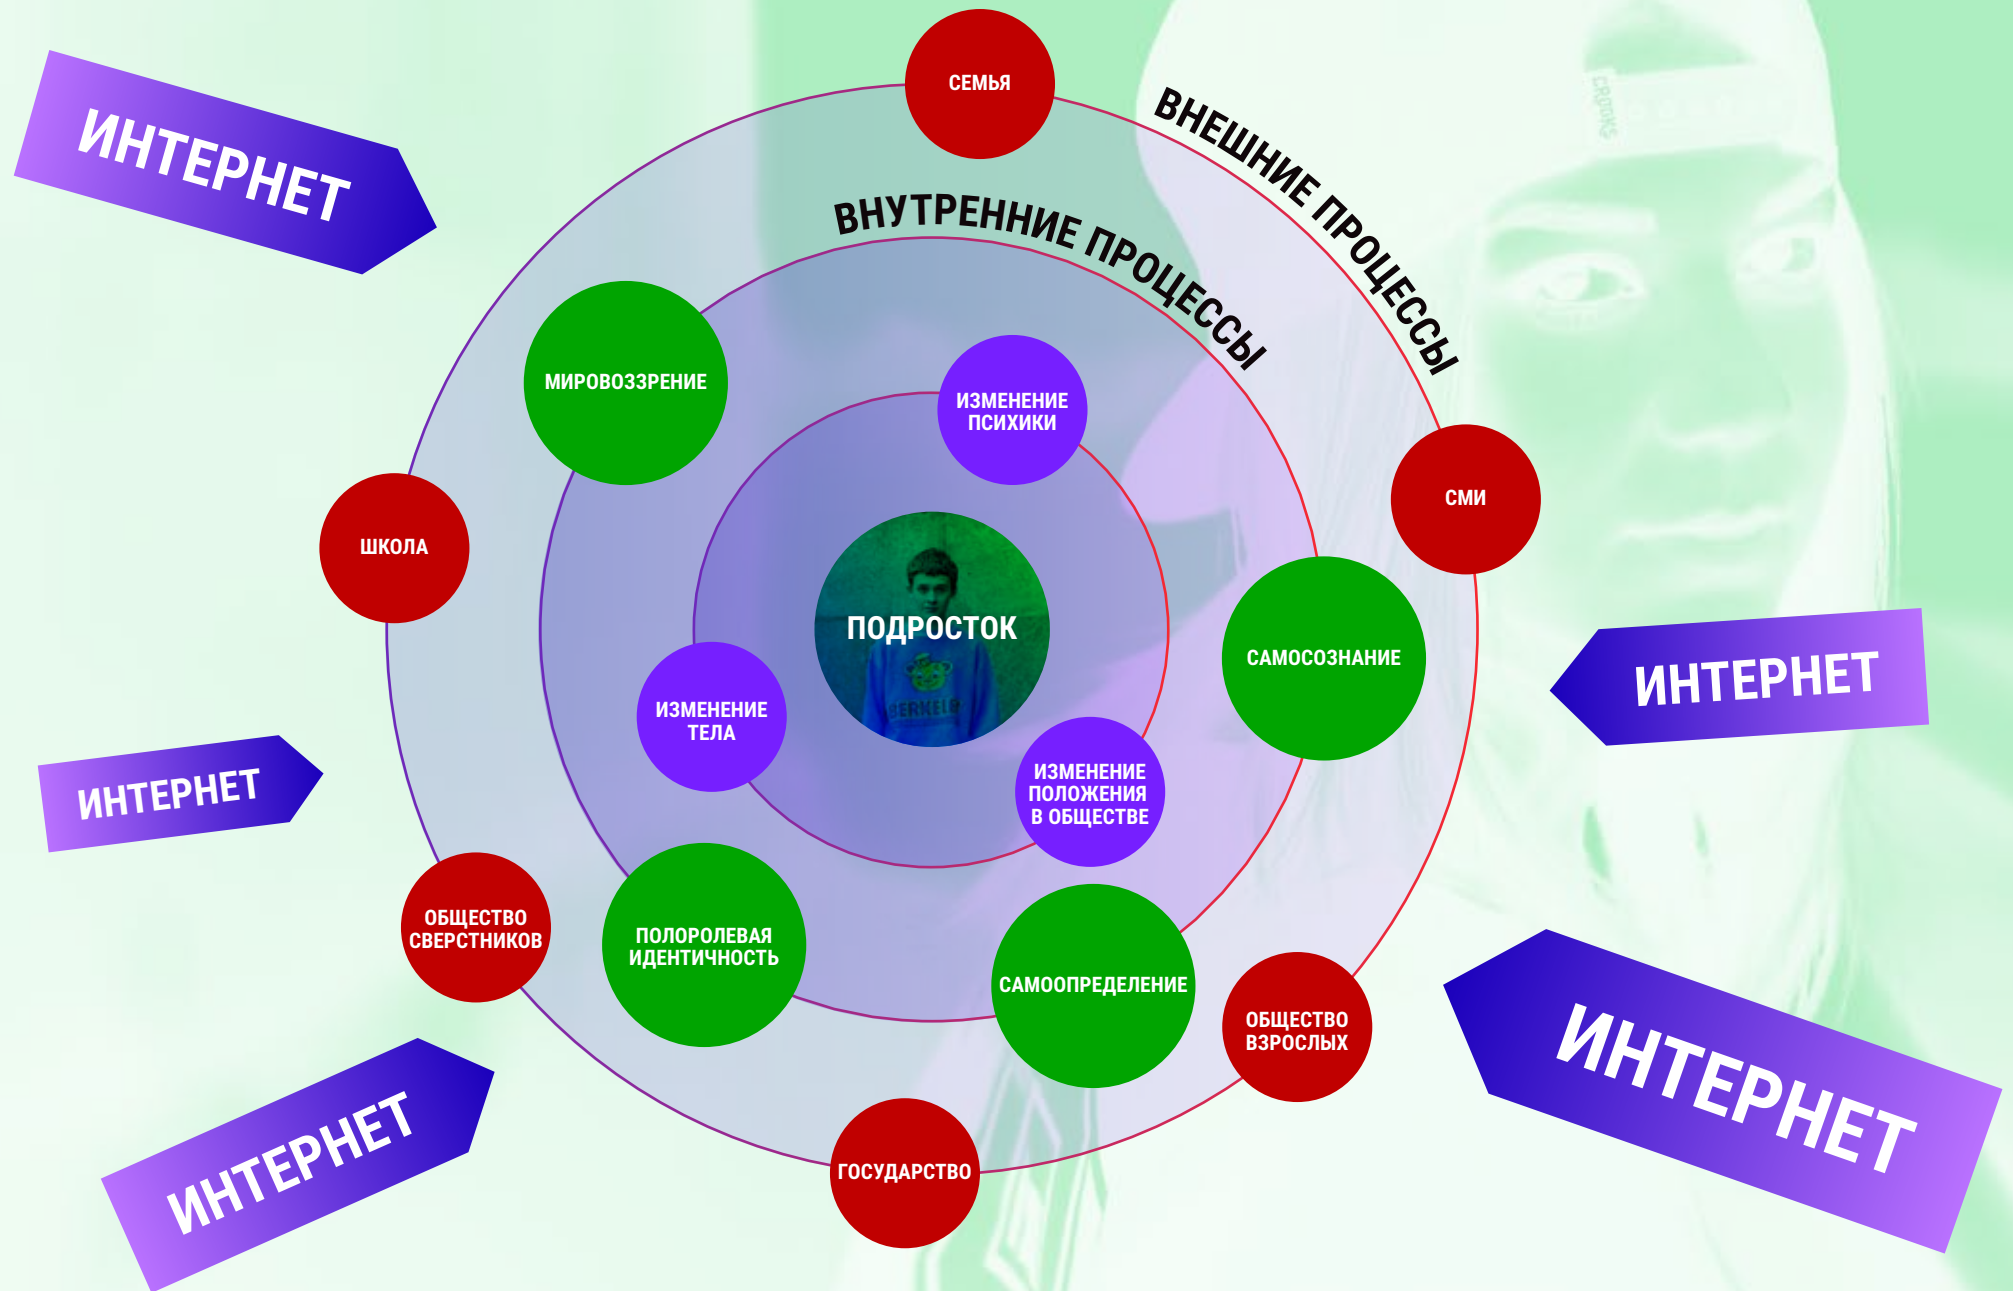 СЕМЬЯ
ИНТЕРНЕТ
ВНЕШНИЕ ПРОЦЕССЫ
CROOKS
ВНУТРЕННИЕ ПРОЦЕССЫ
МИРОВОЗЗРЕНИЕ
ИЗМЕНЕНИЕ
ПСИХИКИ
СМИ
ШКОЛА
ПОДРОСТОК
САМОСОЗНАНИЕ
ИНТЕРНЕТ
ИЗМЕНЕНИЕ
ТЕЛА
ИЗМЕНЕНИЕ
ПОЛОЖЕНИЯ
В ОБЩЕСТВЕ
ИНТЕРНЕТ
ОБЩЕСТВО
СВЕРСТНИКОВ
ПОЛОРОЛЕВАЯ
ИДЕНТИЧНОСТЬ
САМООПРЕДЕЛЕНИЕ
ОБЩЕСТВО
ВЗРОСЛЫХ
ИНТЕРНЕТ
ИНТЕРНЕТ
ГОСУДАРСТВО